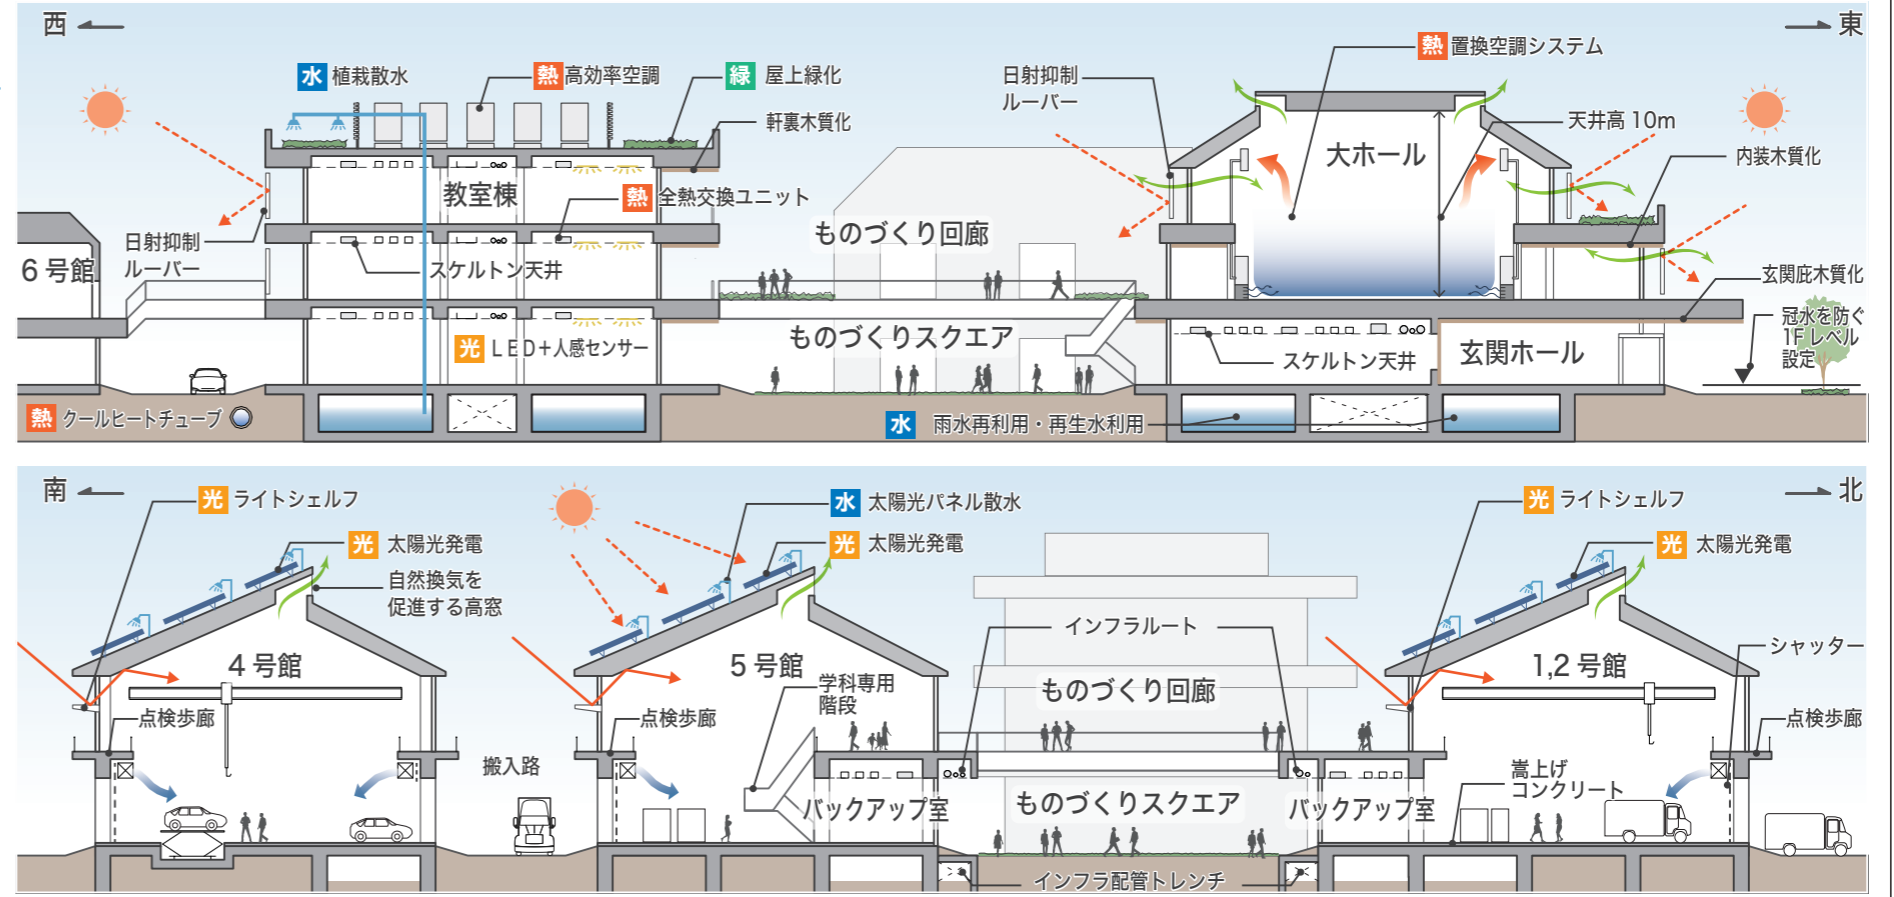 西
東
水 植栽散水
熱 高効率空調
緑 屋上緑化
軒裏木質化
日射抑制
ルーバー
熱 置換空調システム
天井高 10m
内装木質化
大ホール
教室棟
熱 全熱交換ユニット
ものづくり回廊
日射抑制
ルーバー
6 号館
スケルトン天井
玄関庇木質化
冠水を防ぐ
1F レベル
設定
光 LED+人感センサー
ものづくりスクエア
スケルトン天井
玄関ホール
熱 クールヒートチューブ
水 雨水再利用・再生水利用
南
北
光 ライトシェルフ
光 太陽光発電
自然換気を
促進する高窓
水 太陽光パネル散水
光 太陽光発電
光 ライトシェルフ
光 太陽光発電
4 号館
5 号館
インフラルート
1,2 号館
シャッター
学科専用
階段
ものづくり回廊
点検歩廊
点検歩廊
点検歩廊
搬入路
嵩上げ
コンクリート
バックアップ室
ものづくりスクエア
バックアップ室
インフラ配管トレンチ